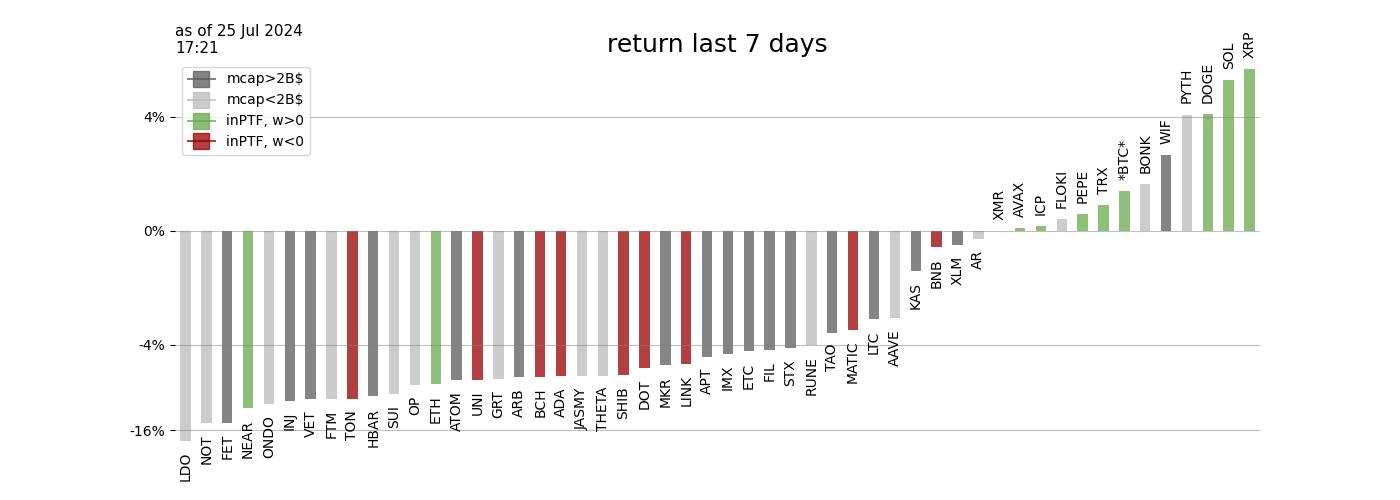 as of 25 Jul 2024
17:21
return last 7 days
mcap>2B$
mcap<2B$
inPTF, w>0
inPTF, w<0
4%
0%
-4%
-16%
LDO
NOT
FET
NEAR
ONDO
INJ
VET
FTM
TON
HBAR
SUI
OP
ETH
ATOM
UNI
GRT
ARB
BCH
ADA
JASMY
THETA
SHIB
DOT
MKR
LINK
APT
IMX
ETC
FIL
STX
RUNE
TAO
MATIC
LTC
AAVE
KAS
BNB
XLM
AR
XMR
AVAX
ICP
FLOKI
PEPE
TRX
*BTC*
BONK
WIF
PYTH
DOGE
SOL
XRP